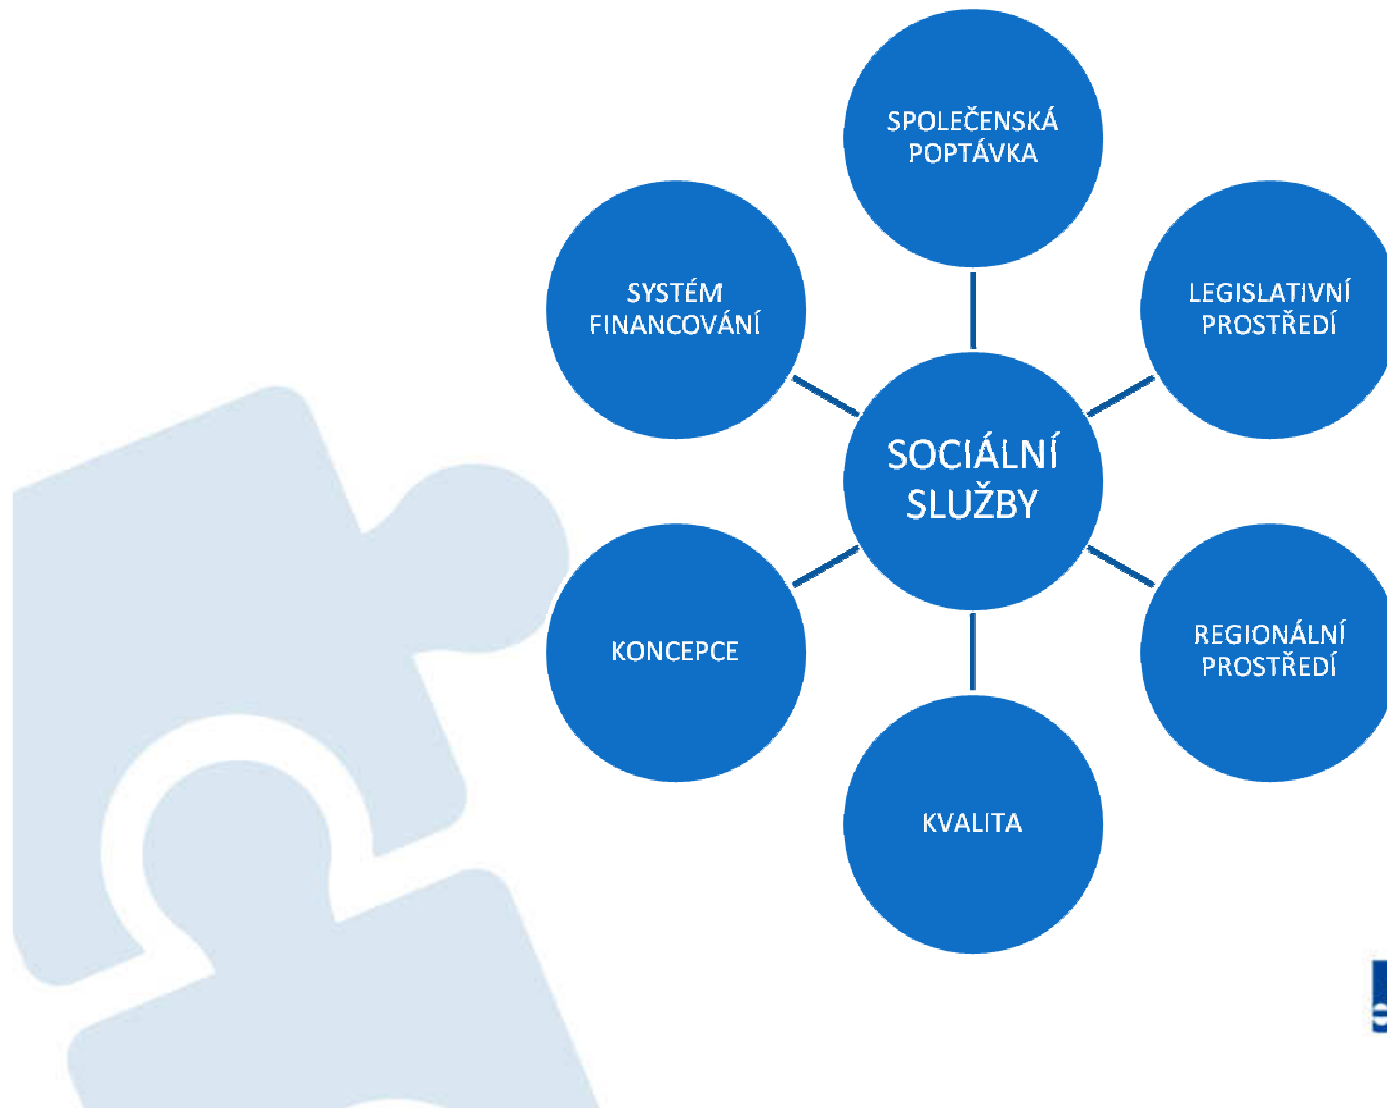 SPOLEČENSKÁ
POPTÁVKA
SYSTÉM
FINANCOVÁNÍ
LEGISLATIVNÍ
PROSTŘEDÍ
SOCIÁLNÍ
SLUŽBY
KONCEPCE
REGIONÁLNÍ
PROSTŘEDÍ
KVALITA